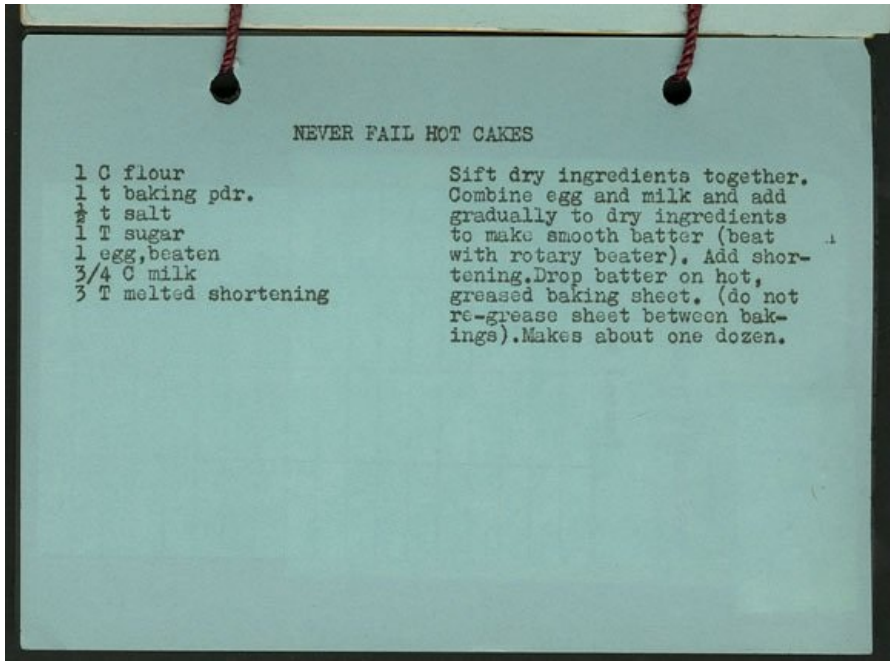 NEVER FAIL HOT CAKES
1 C flour
1 t baking pdr.
½ t salt
1 T sugar
1 egg,beaten
3/4 C milk
3 T melted shortening
Sift dry ingredients together.
Combine egg and milk and add
gradually to dry ingredients
to make smooth batter (beat
with rotary beater). Add shor-
tening.Drop batter on hot,
greased baking sheet. (do not
re-grease sheet between bak-
ings).Makes about one dozen.